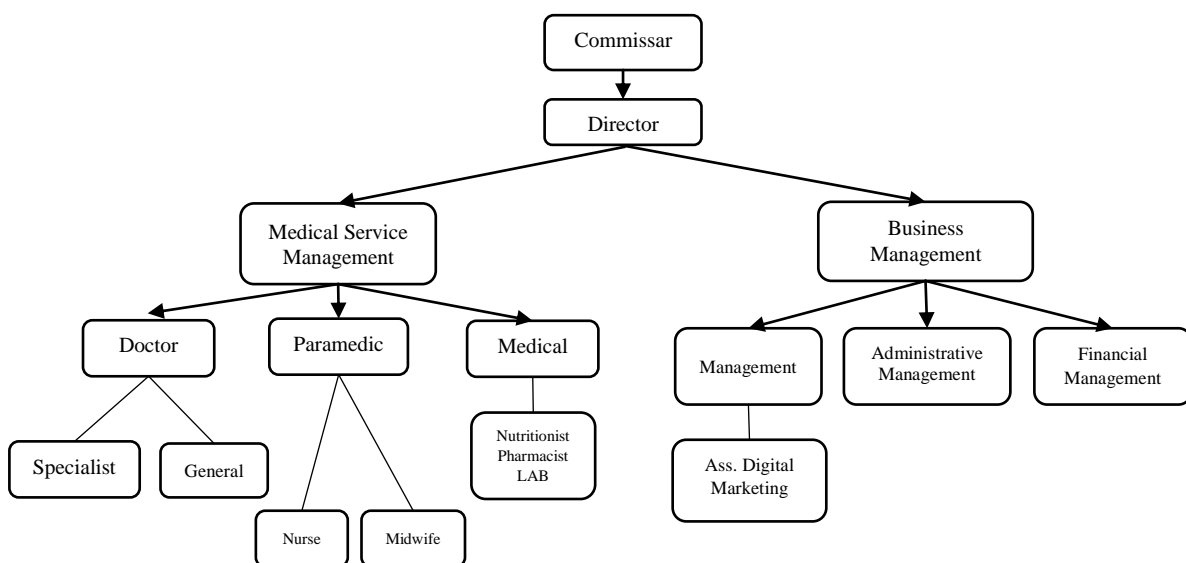 Commissar
Director
Medical Service
Management
Business
Management
Doctor
Paramedic
Medical
Management
Administrative
Management
Financial
Management
Specialist
General
Nutritionist
Pharmacist
LAB
Ass. Digital
Marketing
Nurse
Midwife